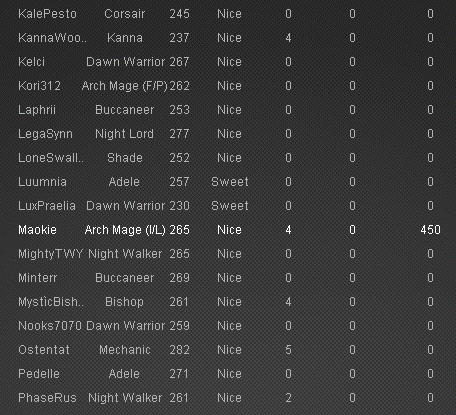 KalePesto Corsair 245 Nice 0 0 0
KannaWoo.. Kanna 237 Nice 4 0 0
Kelci Dawn Warrior 267 Nice 0 0 0
Kori312 Arch Mage (F/P) 262 Nice 0 0 0
Laphrii Buccaneer 253 Nice 0 0 0
LegaSynn Night Lord 277 Nice 0 0 0
LoneSwall.. Shade 252 Nice 0 0 0
Luumnia Adele 257 Sweet 0 0 0
LuxPraelia Dawn Warrior 230 Sweet 0 0 0
Maokie Arch Mage (I/L) 265 Nice 4 0 450
MightyTWY Night Walker 265 Nice 0 0 0
Minterr Buccaneer 269 Nice 0 0 0
MysticBish.. Bishop 261 Nice 4 0 0
Nooks7070 Dawn Warrior 259 Nice 0 0 0
Ostentat Mechanic 282 Nice 5 0 0
Pedelle Adele 271 Nice 0 0 0
PhaseRus Night Walker 261 Nice 2 0 0